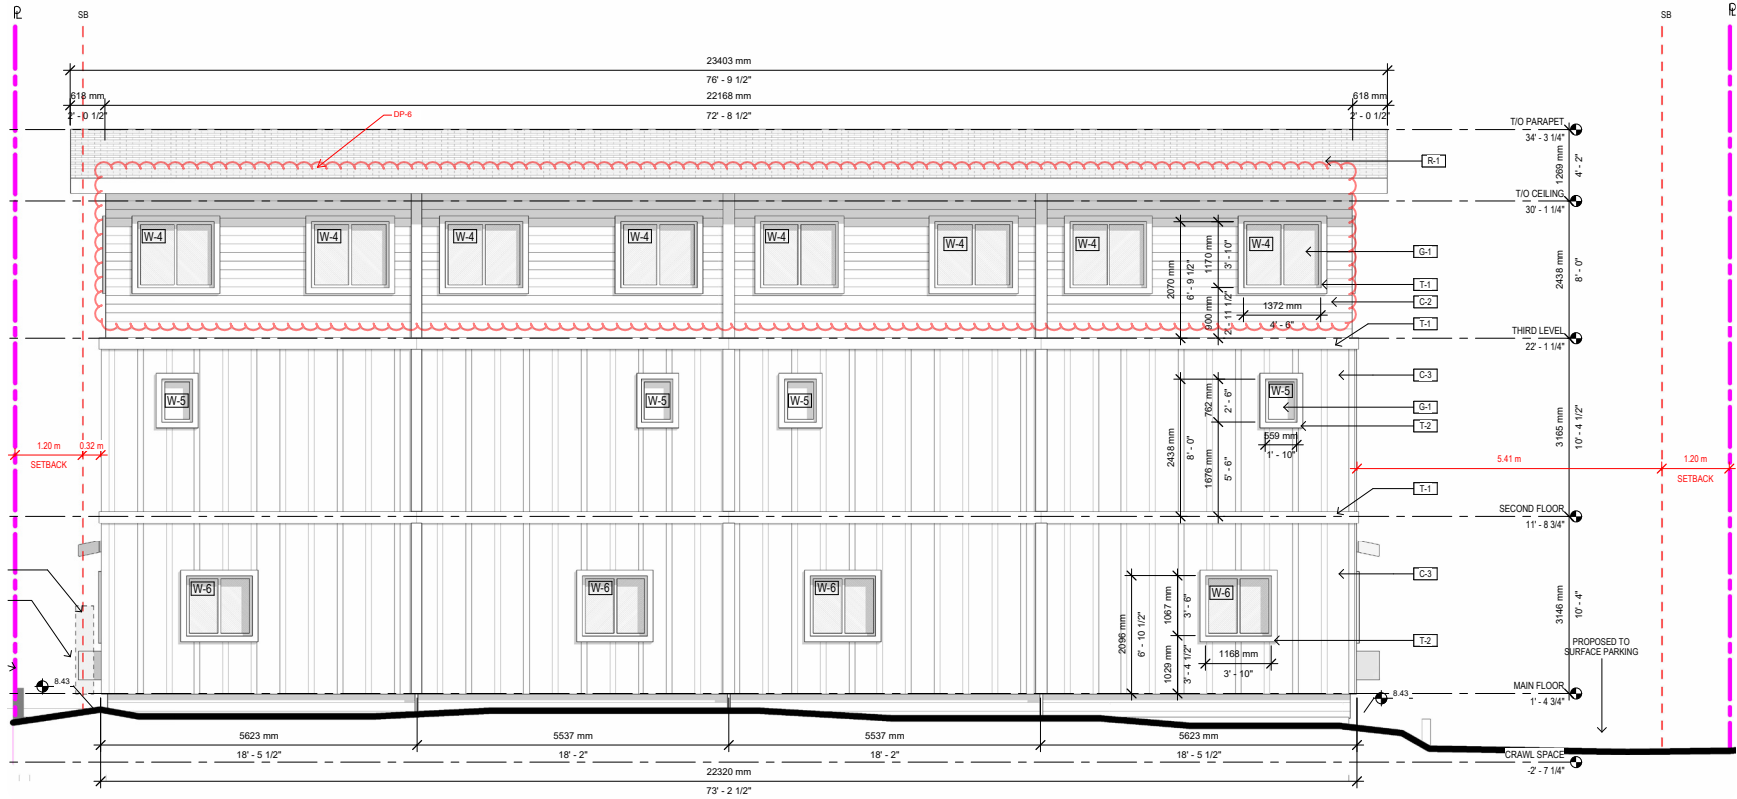 PL
SB
SB
PL
23403 mm
76' - 9 1/2"
618 mm
22168 mm
618 mm
2' - 0 1/2"
72' - 8 1/2"
2' - 0 1/2"
DP-6
T/O PARAPET
34' - 3 1/4"
R-1
1269 mm
4' - 2"
T/O CEILING
30' - 1 1/4"
W-4
W-4
W-4
W-4
W-4
W-4
W-4
W-4
2070 mm
6' - 9 1/2"
1170 mm
3' - 10"
900 mm
2' - 11 1/2"
1372 mm
4' - 6"
G-1
T-1
C-2
T-1
2438 mm
8' - 0"
THIRD LEVEL
22' - 1 1/4"
W-5
W-5
W-5
W-5
2438 mm
8' - 0"
762 mm
2' - 6"
1676 mm
5' - 6"
559 mm
1' - 10"
C-3
G-1
T-2
3165 mm
10' - 4 1/2"
1.20 m
0.32 m
SETBACK
5.41 m
1.20 m
SETBACK
T-1
SECOND FLOOR
11' - 8 3/4"
W-6
W-6
W-6
W-6
2096 mm
6' - 10 1/2"
1067 mm
3' - 6"
1029 mm
3' - 4 1/2"
1168 mm
3' - 10"
C-3
T-2
3146 mm
10' - 4"
PROPOSED TO
SURFACE PARKING
8.43
8.43
MAIN FLOOR
1' - 4 3/4"
5623 mm
5537 mm
5537 mm
5623 mm
18' - 5 1/2"
18' - 2"
18' - 2"
18' - 5 1/2"
CRAWL SPACE
-2' - 7 1/4"
22320 mm
73' - 2 1/2"